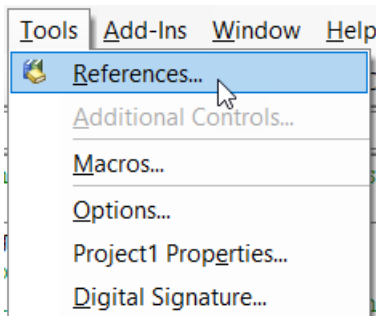 Tools Add-Ins Window Help
References...
Additional Controls...
Macros...
Options...
Project1 Properties...
Digital Signature...